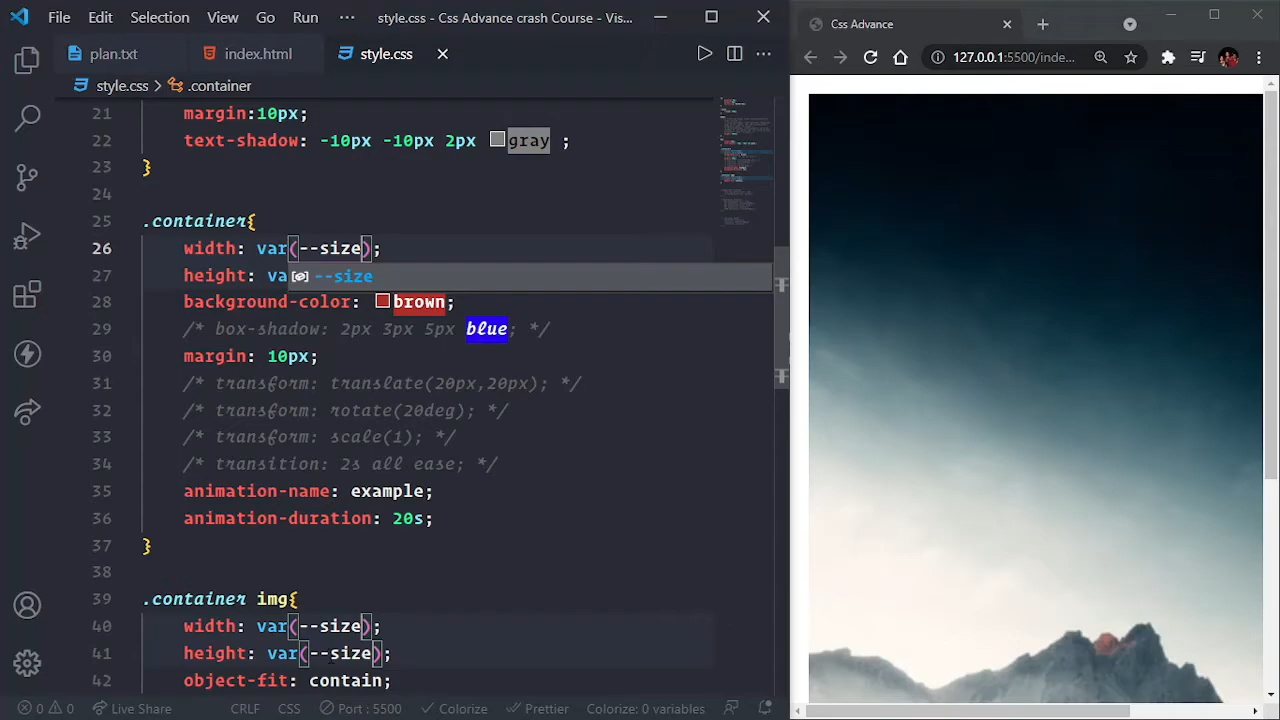 File Edit Selection View Go Run ··· style.css - Css Advance crash Course - Vis...
Css Advance
plan.txt index.html style.css
127.0.0.1:5500/inde...
style.css > .container
21 margin:10px;
22 text-shadow: -10px -10px 2px gray ;
23 }
24
25 .container{
26 width: var(--size);
27 height: va
--size
28 background-color: brown;
29 /* box-shadow: 2px 3px 5px blue; */
30 margin: 10px;
31 /* transform: translate(20px,20px); */
32 /* transform: rotate(20deg); */
33 /* transform: scale(1); */
34 /* transition: 2s all ease; */
35 animation-name: example;
36 animation-duration: 20s;
37 }
38
39 .container img{
40 width: var(--size);
41 height: var(--size);
42 object-fit: contain;
0 0 Live Share CRLF CSS Port : 5500 Colorize Prettier Colorize: 0 variables